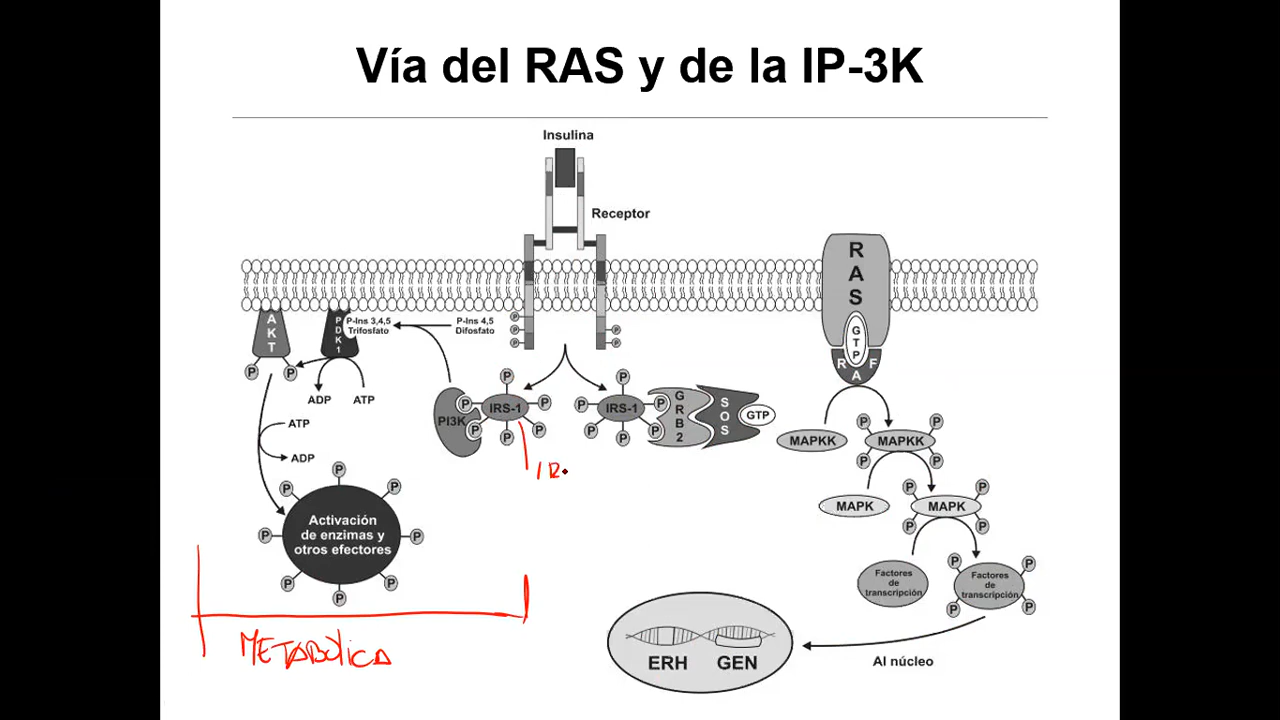 Vía del RAS y de la IP-3K
Insulina
Receptor
RAS
GTP
RAF
AKT
PDK1
P-Ins 3,4,5
Trifosfato
P-Ins 4,5
Difosfato
P
P
P
P
P
P
P
P
ADP
ATP
ATP
ADP
PI3K
P
P
P
P
P
P
IRS-1
P
P
P
P
P
P
IRS-1
GRB2
SOS
GTP
MAPKK
P
P
P
P
MAPKK
MAPK
P
P
P
P
MAPK
Factores
de
transcripción
P
P
P
P
Factores
de
transcripción
P
P
P
P
P
P
P
P
Activación
de enzimas y
otros efectores
METABÓLICA
ERH
GEN
Al núcleo